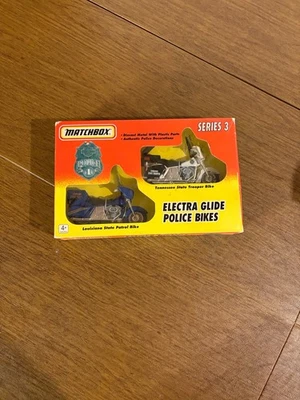 MATCHBOX
• Diecast Metal With Plastic Parts
• Authentic Police Decorations
SERIES 3
Tennessee State Trooper Bike
ELECTRA GLIDE
POLICE BIKES
Louisiana State Patrol Bike
4+